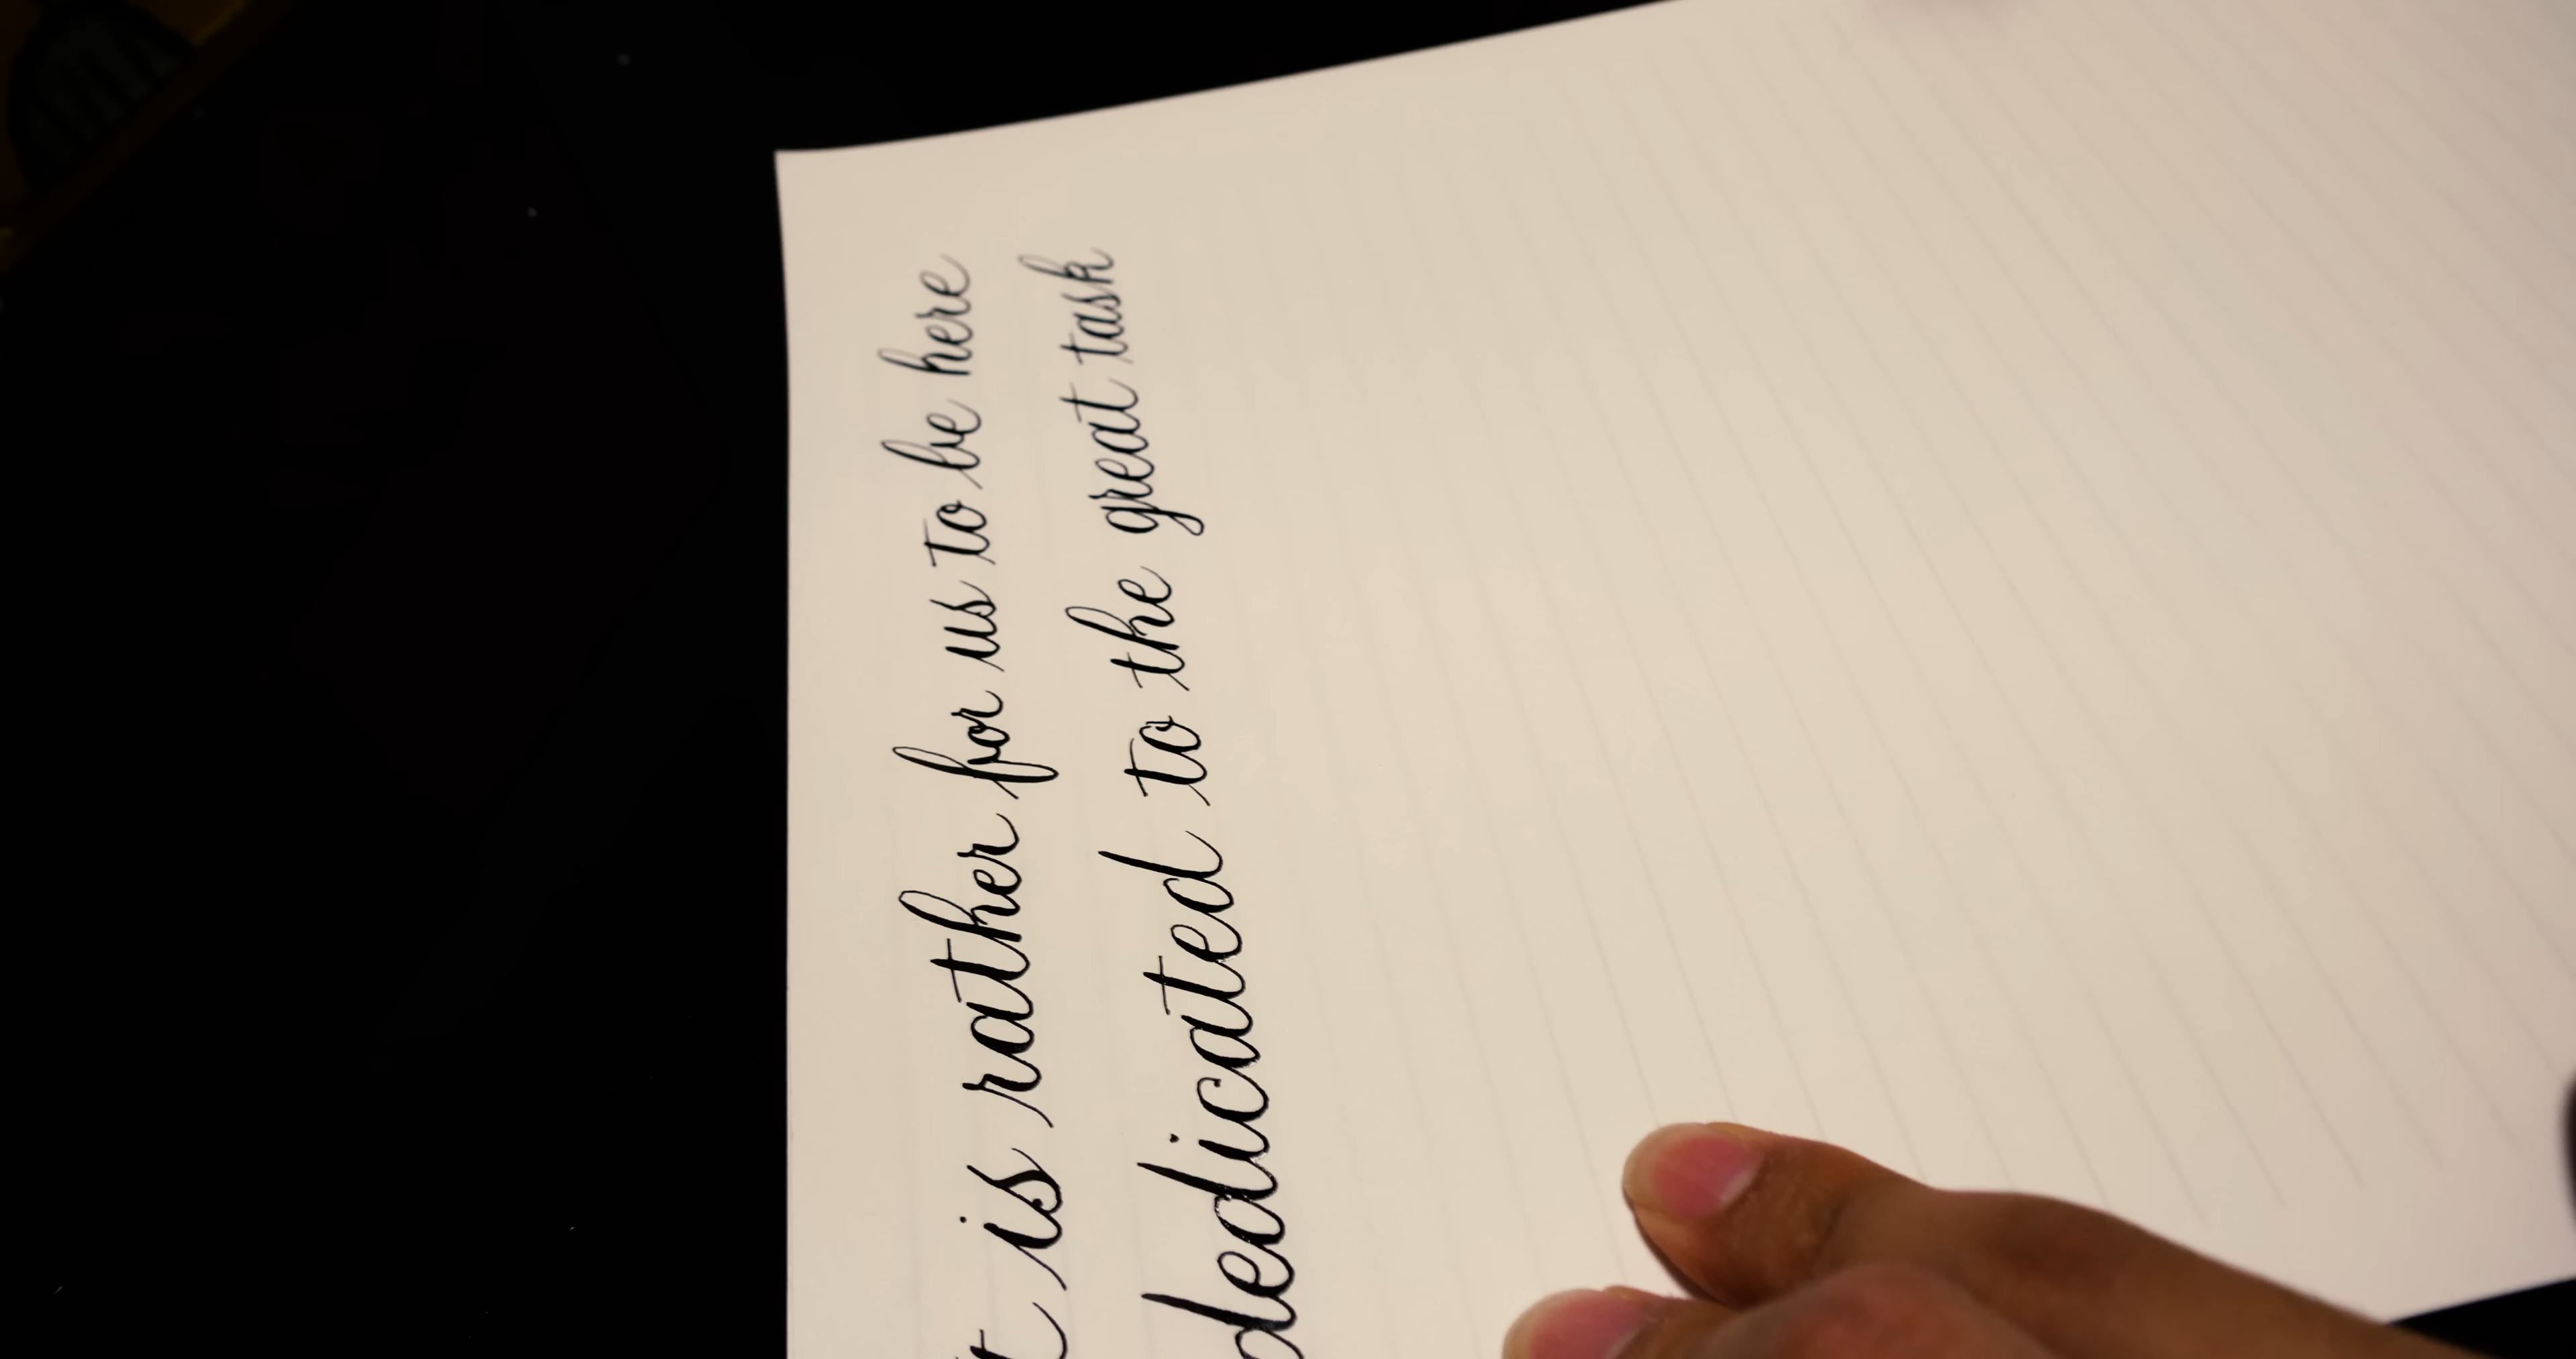 t is rather for us to be here
dedicated to the great task